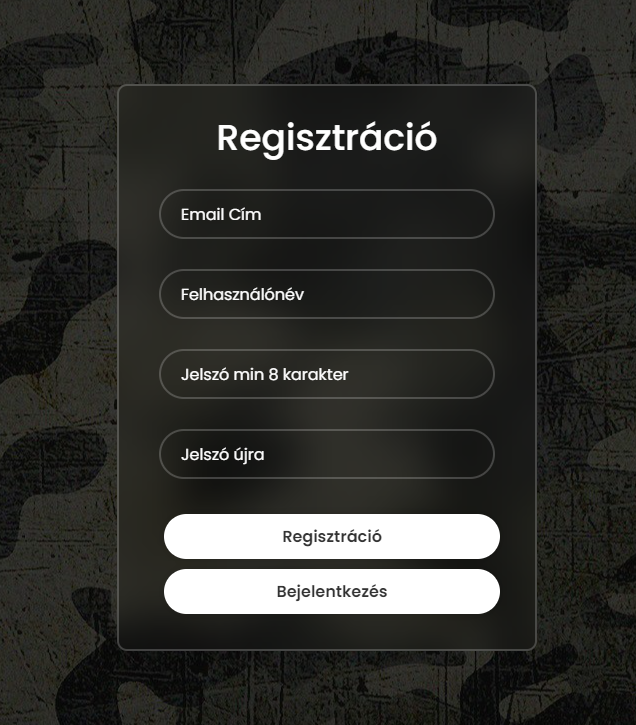 Regisztráció
Email Cím
Felhasználónév
Jelszó min 8 karakter
Jelszó újra
Regisztráció
Bejelentkezés